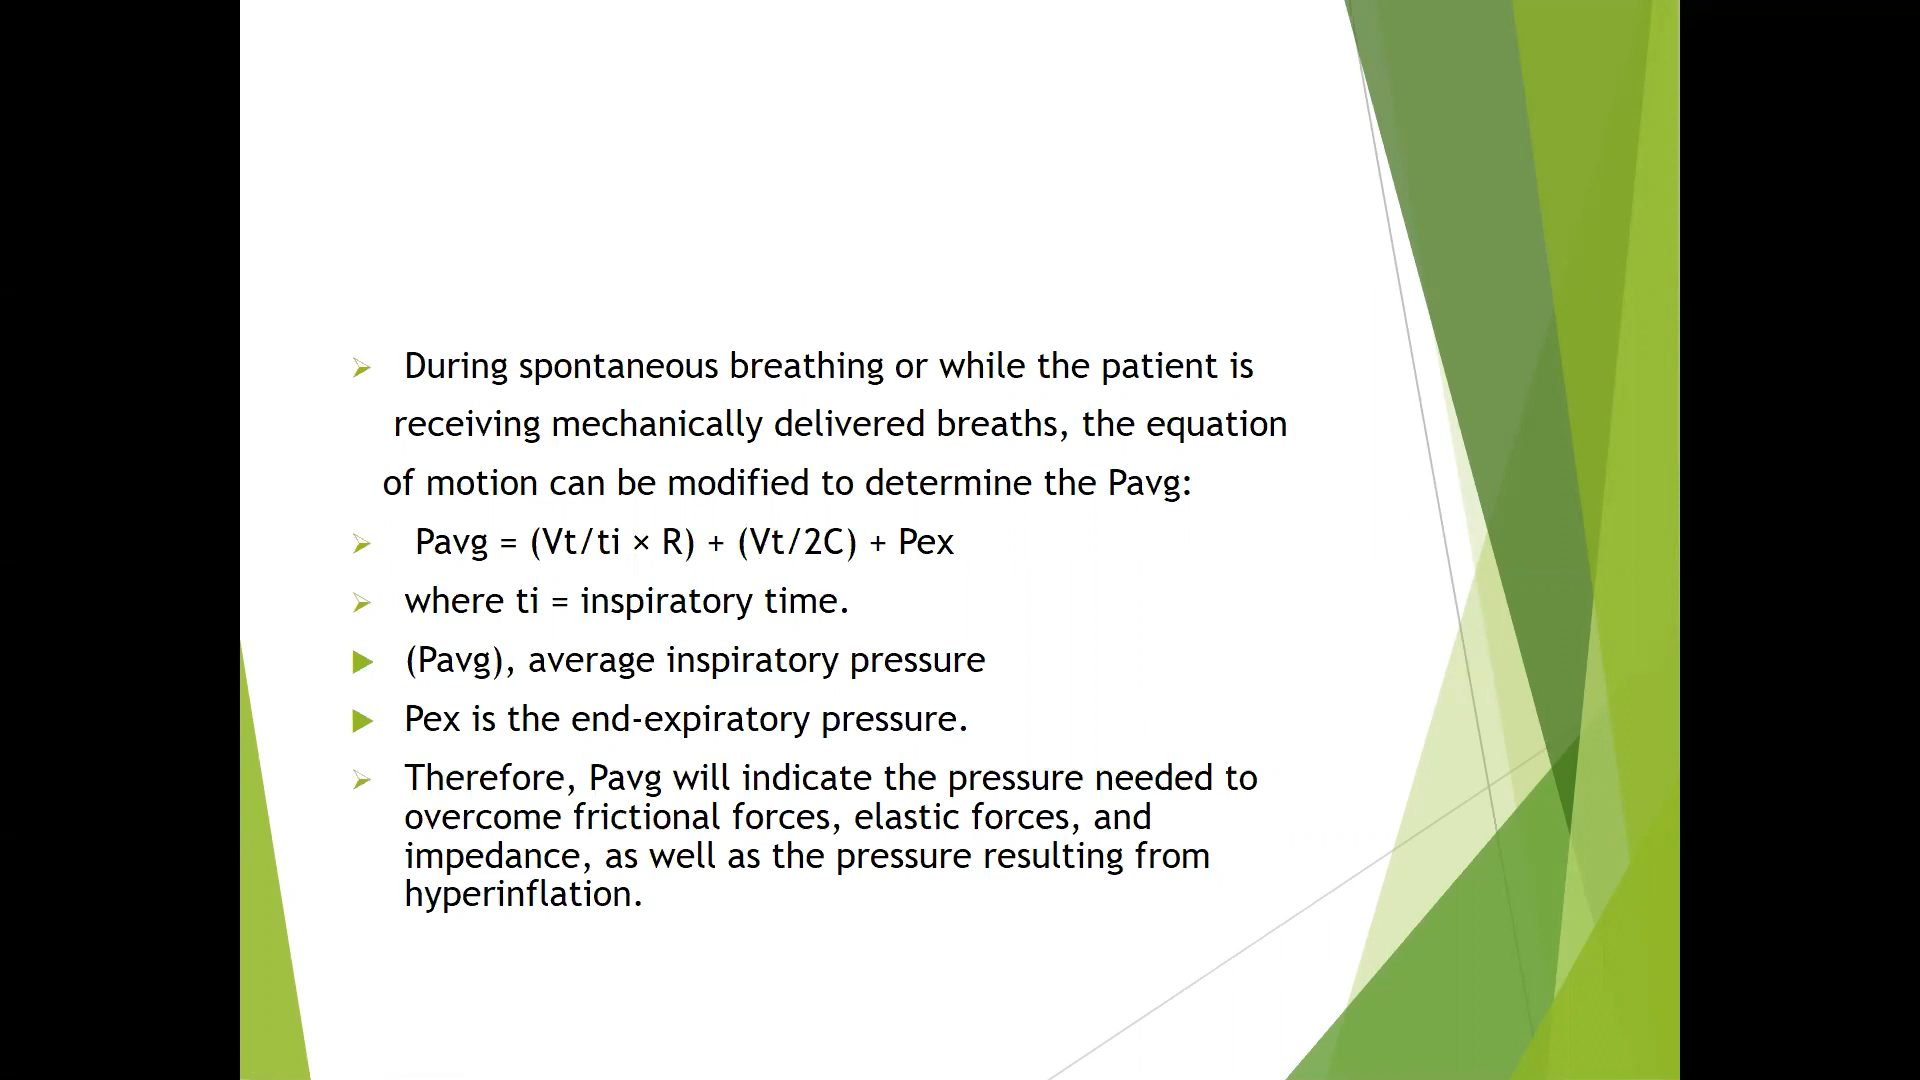 During spontaneous breathing or while the patient is
receiving mechanically delivered breaths, the equation
of motion can be modified to determine the Pavg:
Pavg = (Vt/ti × R) + (Vt/2C) + Pex
where ti = inspiratory time.
(Pavg), average inspiratory pressure
Pex is the end-expiratory pressure.
Therefore, Pavg will indicate the pressure needed to
overcome frictional forces, elastic forces, and
impedance, as well as the pressure resulting from
hyperinflation.